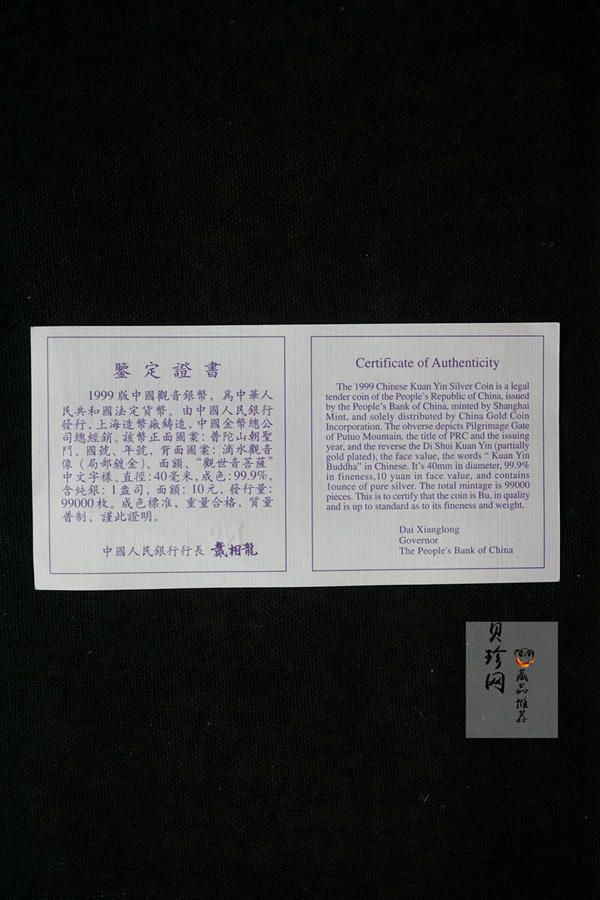 鑒定證書
1999版中國觀音銀幣，爲中華人
民共和國法定貨幣。由中國人民銀行
發行，上海造幣廠鑄造，中國金幣總公
司總經銷。該幣正面圖案：普陀山朝聖
門、國號、年號，背面圖案：滴水觀音
像（局部鍍金）、面額、“觀世音菩薩”
中文字樣。直徑：40毫米，成色：99.9%，
含純銀：1盎司，面額：10元，發行量：
99000枚。成色標准，重量合格，質量
普制，謹此證明。
中國人民銀行行長 戴相龍
Certificate of Authenticity
The 1999 Chinese Kuan Yin Silver Coin is a legal
tender coin of the People's Republic of China, issued
by the People's Bank of China, minted by Shanghai
Mint, and solely distributed by China Gold Coin
Incorporation. The obverse depicts Pilgrimage Gate
of Putuo Mountain, the title of PRC and the issuing
year, and the reverse the Di Shui Kuan Yin (partially
gold plated), the face value, the words “ Kuan Yin
Buddha” in Chinese. It's 40mm in diameter, 99.9%
in fineness,10 yuan in face value, and contains
1ounce of pure silver. The total mintage is 99000
pieces. This is to certify that the coin is Bu. in quality
and is up to standard as to its fineness and weight.
Dai Xianglong
Governor
The People's Bank of China
贝珍网
藏品推荐